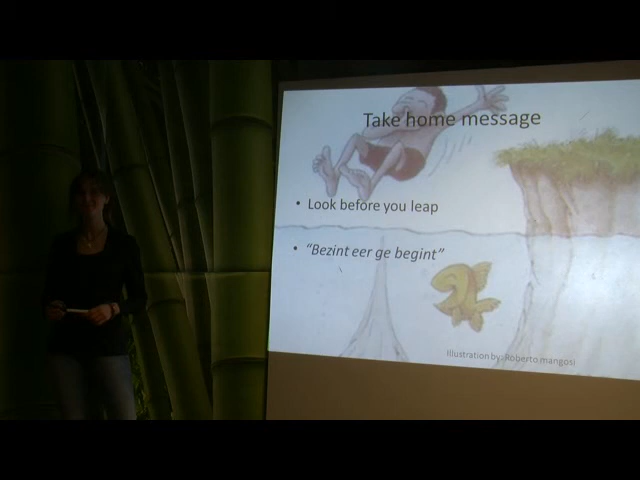 Take home message
• Look before you leap
• "Bezint eer ge begint"
Illustration by: Roberto mangosi